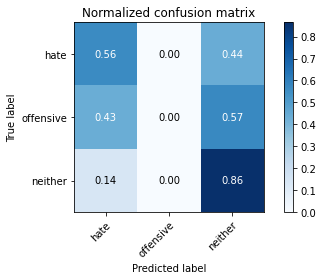 Normalized confusion matrix
True label
hate
offensive
neither
0.56 0.00 0.44
0.43 0.00 0.57
0.14 0.00 0.86
hate
offensive
neither
Predicted label
0.8
0.7
0.6
0.5
0.4
0.3
0.2
0.1
0.0